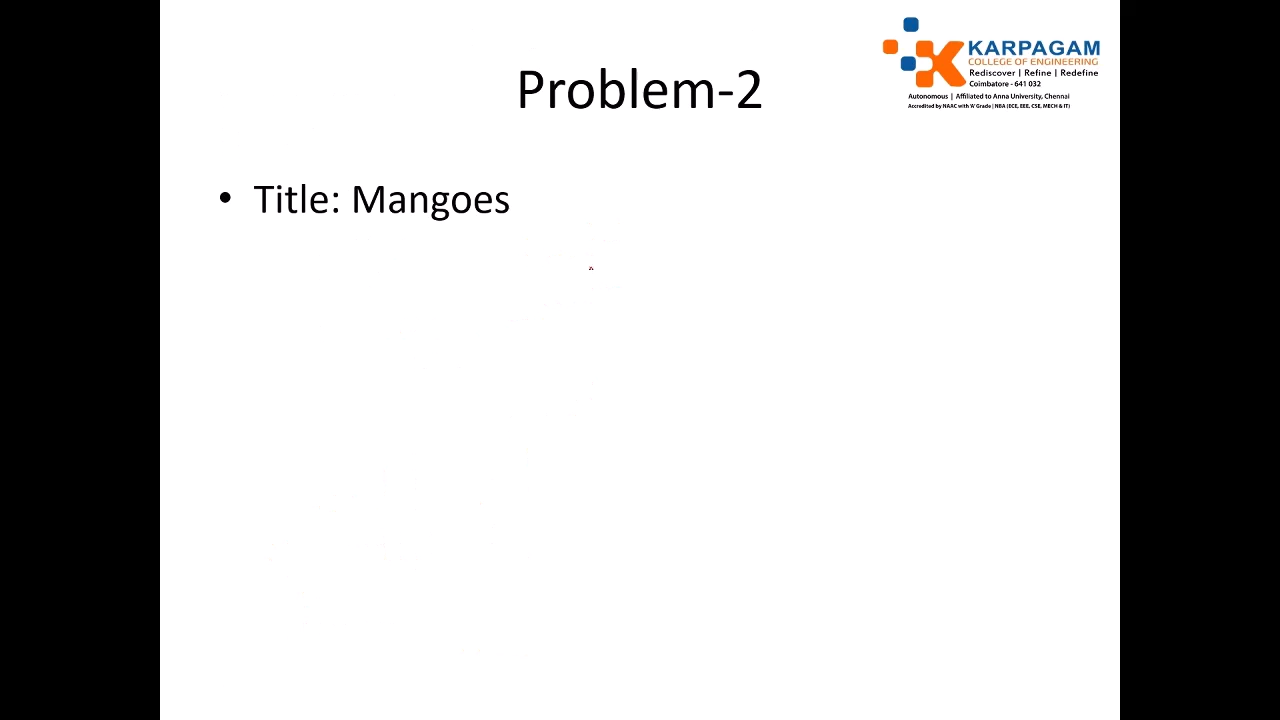 Problem-2
KARPAGAM
COLLEGE OF ENGINEERING
Rediscover | Refine | Redefine
Coimbatore - 641 032
Autonomous | Affiliated to Anna University, Chennai
Accredited by NAAC with 'A' Grade | NBA (ECE, EEE, CSE, MECH & IT)
• Title: Mangoes